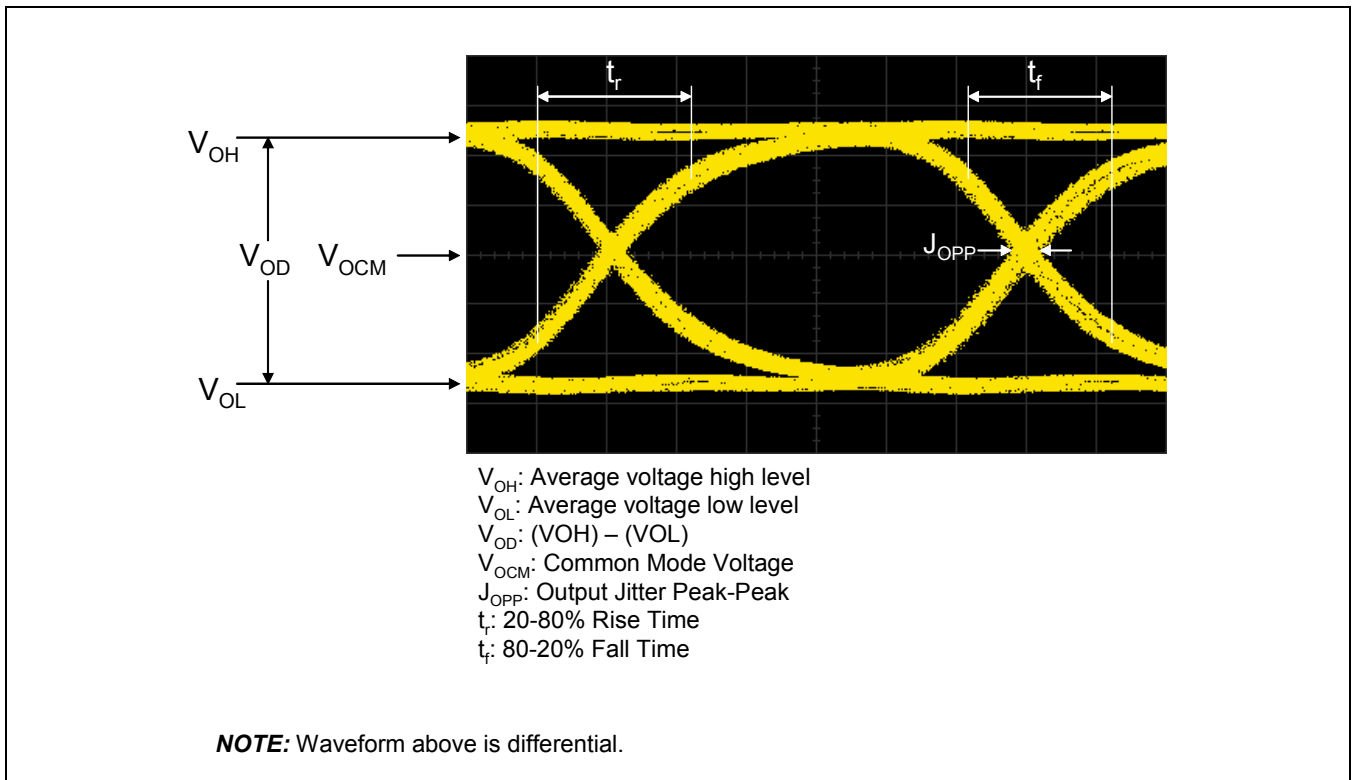 tr
tf
VOH
VOD
VOCM
JOPP
VOL
VOH: Average voltage high level
VOL: Average voltage low level
VOD: (VOH) – (VOL)
VOCM: Common Mode Voltage
JOPP: Output Jitter Peak-Peak
tr: 20-80% Rise Time
tf: 80-20% Fall Time
NOTE: Waveform above is differential.